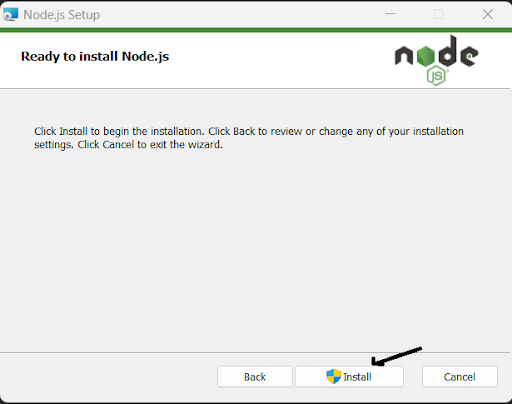 Node.js Setup
Ready to install Node.js
node
JS
Click Install to begin the installation. Click Back to review or change any of your installation
settings. Click Cancel to exit the wizard.
Back
Install
Cancel